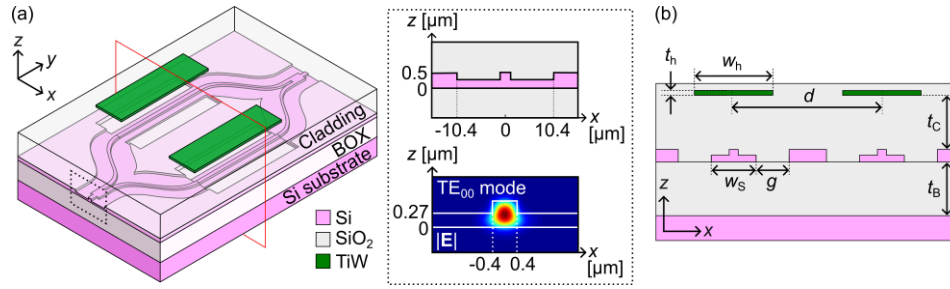 (a)
z
y
x
Cladding
BOX
Si substrate
Si
SiO2
TiW
z [μm]
0.5
0
x
-10.4
0
10.4
[μm]
z [μm]
TE00 mode
0.27
0
|E|
x
-0.4
0.4
[μm]
(b)
th
wh
d
tC
wS
g
tB
z
x